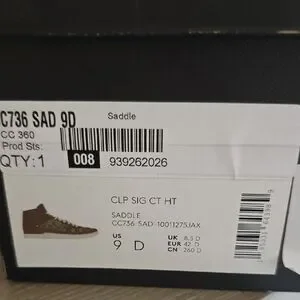 C736 SAD 9D Saddle
CC 360
Prod Sts:
QTY: 1 008 939262026
CLP SIG CT HT
SADDLE
CC736 SAD 10011275JAX
US UK 8.5 D
9 D EUR 42 D
CN 260 D